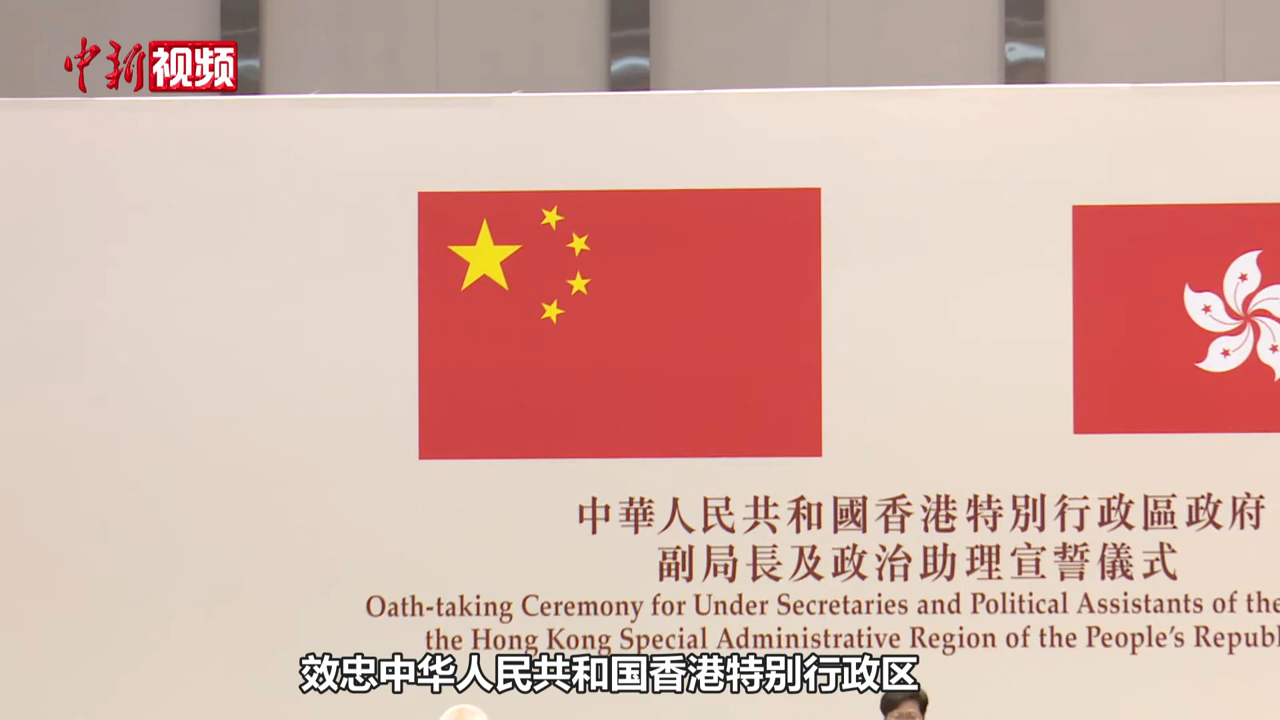 中新视频
中華人民共和國香港特別行政區政府
副局長及政治助理宣誓儀式
Oath-taking Ceremony for Under Secretaries and Political Assistants of the
the Hong Kong Special Administrative Region of the People's Republ
效忠中华人民共和国香港特别行政区